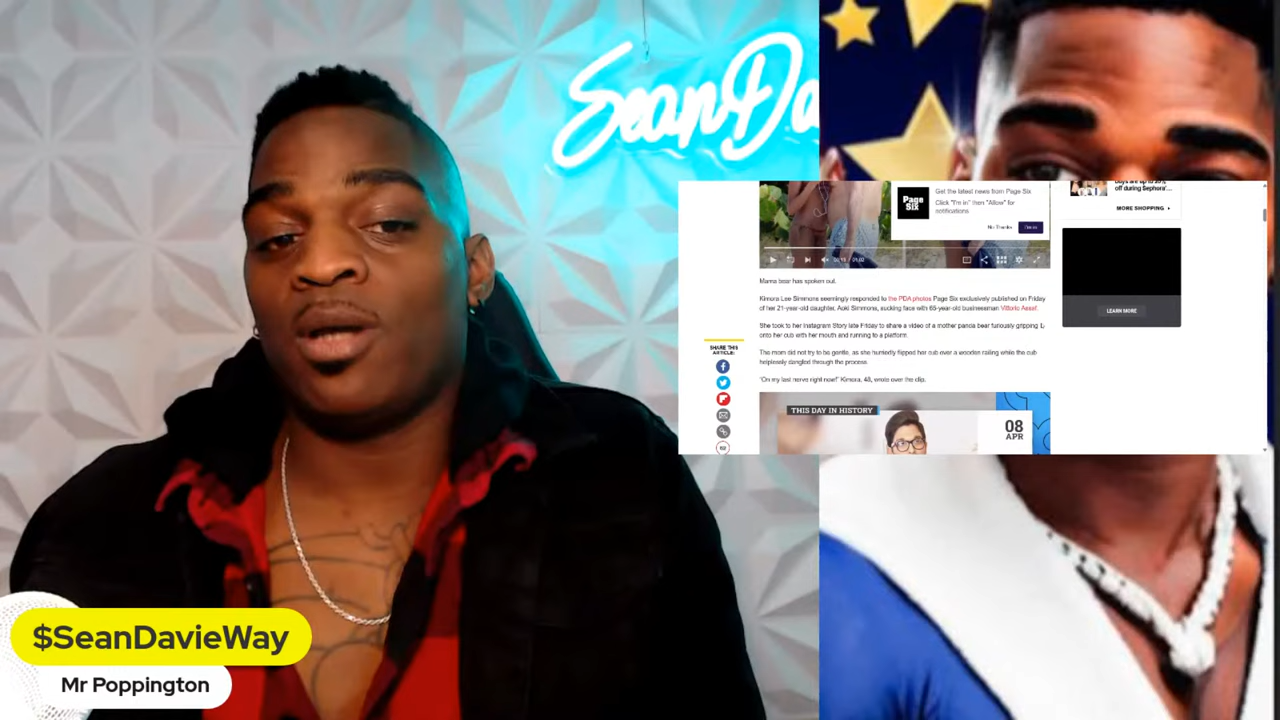 SeanDa
Page
Six
Get the latest news from Page Six
Click "I'm in" then "Allow" for
notifications
No Thanks
off during Sephora'...
MORE SHOPPING
LEARN MORE
Mama bear has spoken out.
Kimora Lee Simmons seemingly responded to the PDA photos Page Six exclusively published on Friday
of her 21-year-old daughter, Aoki Simmons, sucking face with 65-year-old businessman Vittorio Assaf.
She took to her Instagram Story late Friday to share a video of a mother panda bear furiously gripping
onto her cub with her mouth and running to a platform.
The mom did not try to be gentle, as she hurriedly flipped her cub over a wooden railing while the cub
helplessly dangled through the process.
"On my last nerve right now!" Kimora, 48, wrote over the clip.
SHARE THIS
ARTICLE:
THIS DAY IN HISTORY
08
APR
$SeanDavieWay
Mr Poppington